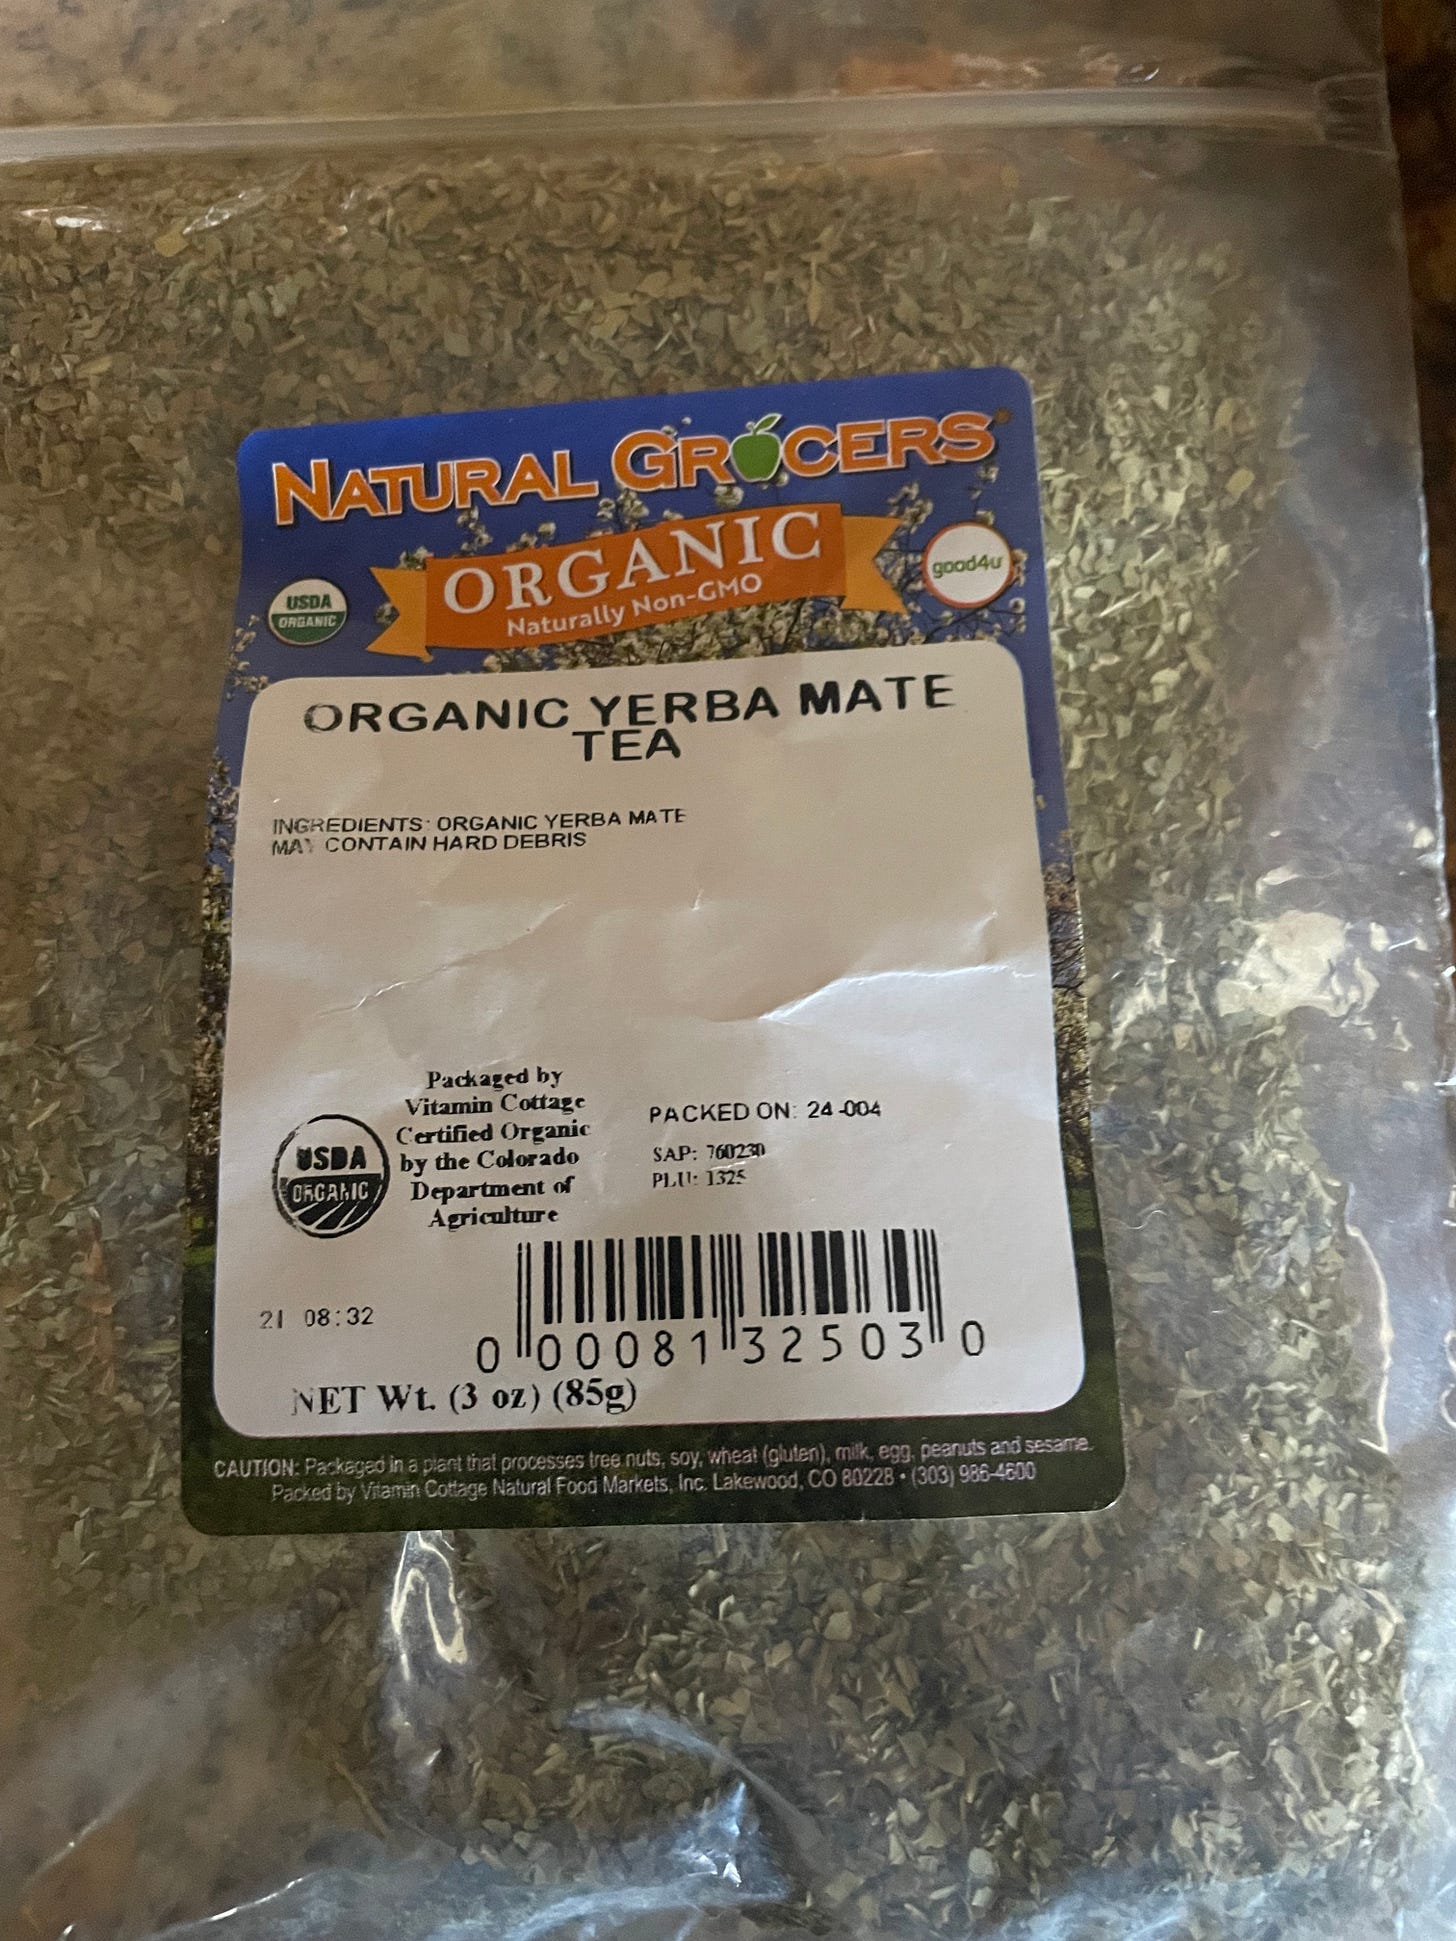 NATURAL GROCERS®
ORGANIC
Naturally Non-GMO
USDA
ORGANIC
good4u
ORGANIC YERBA MATE
TEA
INGREDIENTS: ORGANIC YERBA MATE
MAY CONTAIN HARD DEBRIS
Packaged by
Vitamin Cottage
Certified Organic
by the Colorado
Department of
Agriculture
USDA
ORGANIC
PACKED ON: 24-004
SAP: 760230
PLU: 1325
21 08:32
0 00081 32503 0
NET Wt. (3 oz) (85g)
CAUTION: Packaged in a plant that processes tree nuts, soy, wheat (gluten), milk, egg, peanuts and sesame.
Packed by Vitamin Cottage Natural Food Markets, Inc. Lakewood, CO 80228 • (303) 986-4600